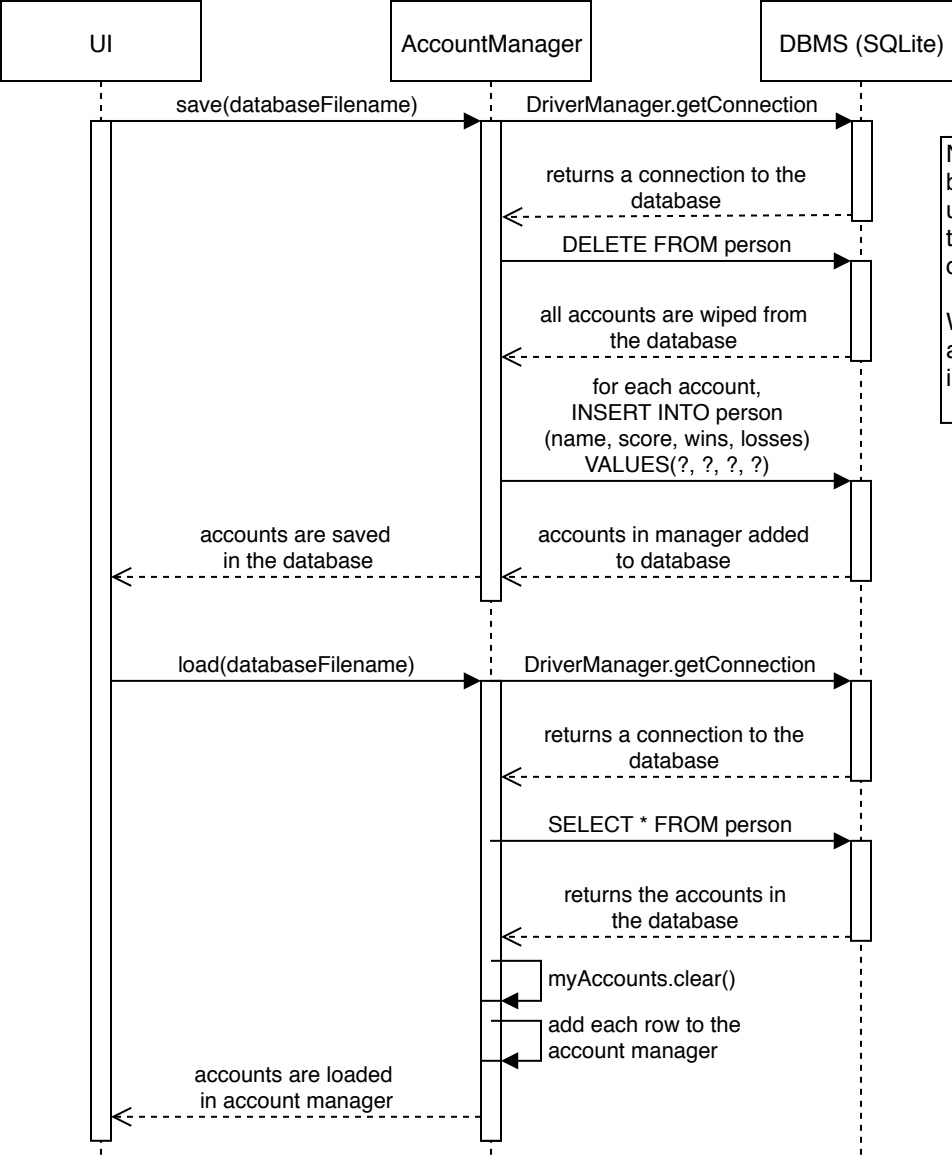 UI
AccountManager
DBMS (SQLite)
save(databaseFilename)
DriverManager.getConnection
returns a connection to the
database
DELETE FROM person
all accounts are wiped from
the database
for each account,
INSERT INTO person
(name, score, wins, losses)
VALUES(?, ?, ?, ?)
accounts are saved
in the database
accounts in manager added
to database
load(databaseFilename)
DriverManager.getConnection
returns a connection to the
database
SELECT * FROM person
returns the accounts in
the database
myAccounts.clear()
add each row to the
account manager
accounts are loaded
in account manager